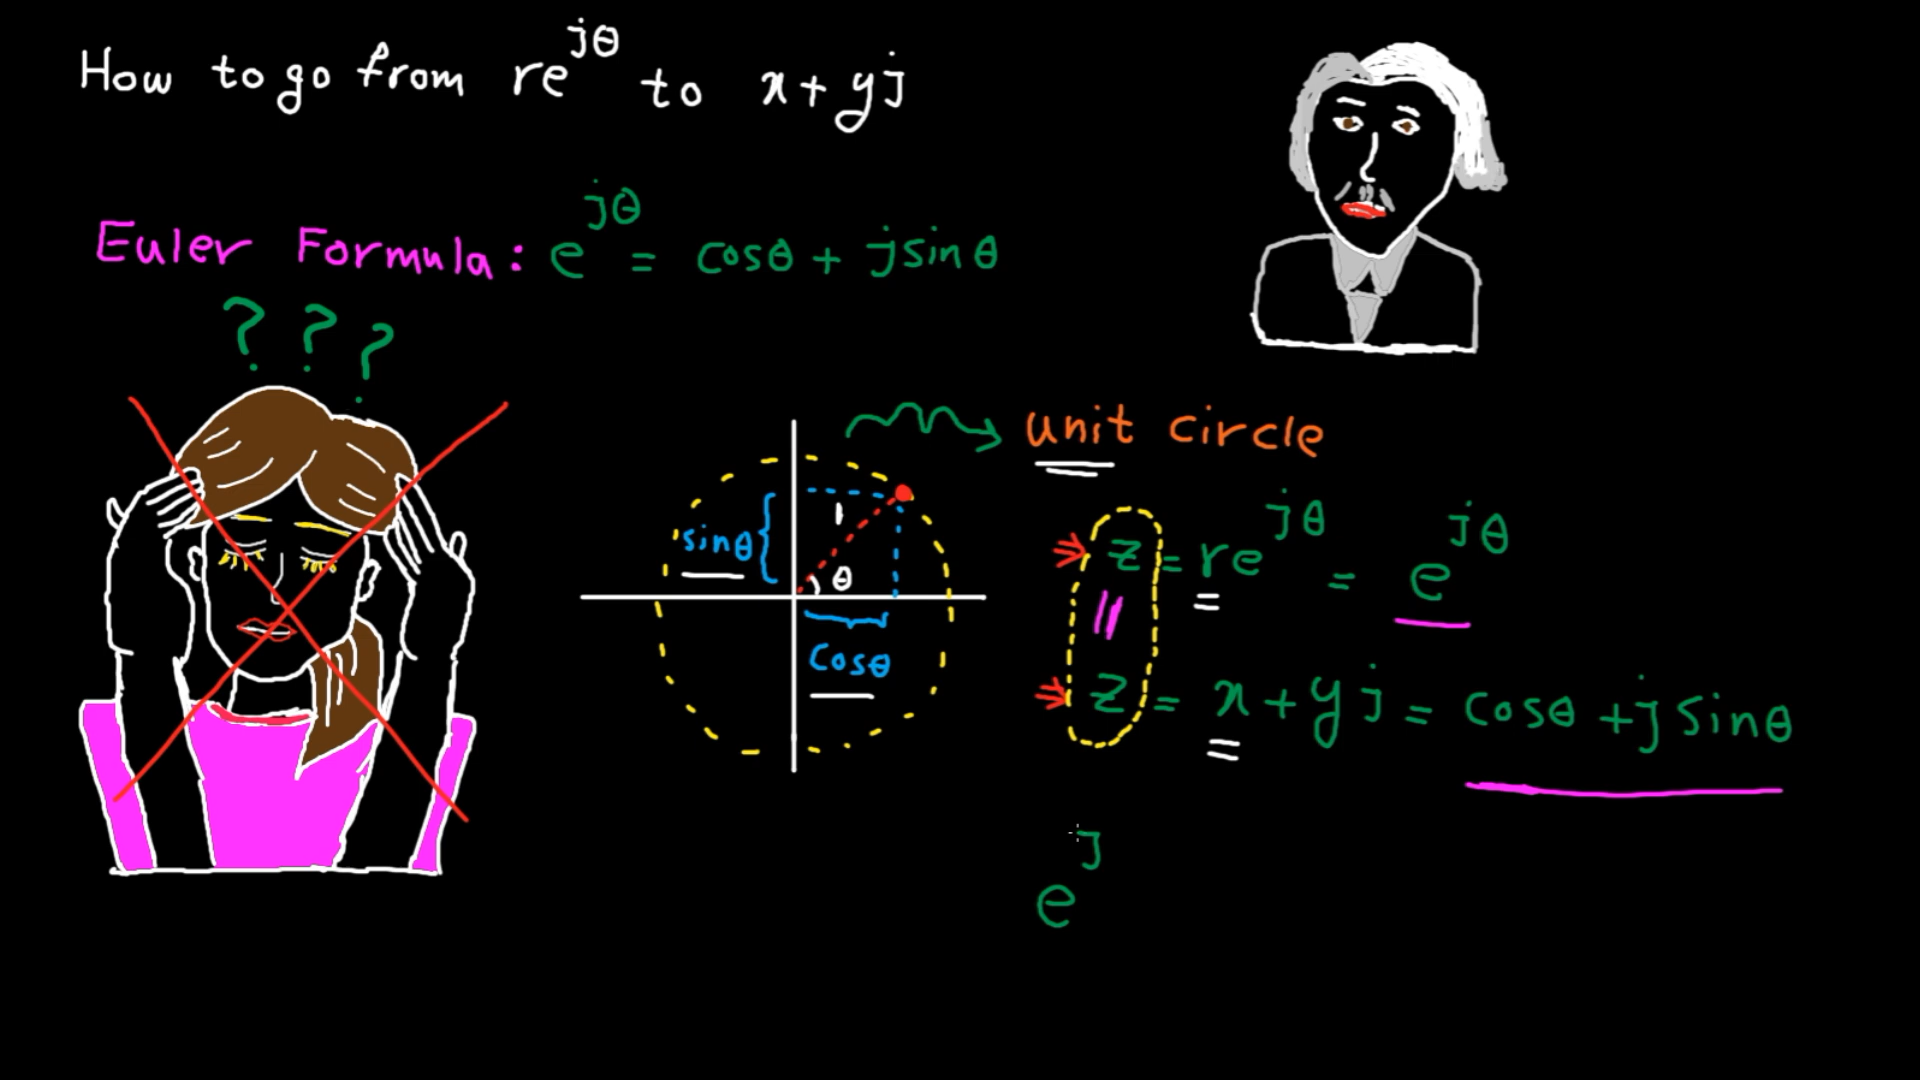 How to go from re^jθ to x+yj
Euler Formula: e^jθ = cosθ + jsinθ
? ? ?
unit circle
1
sinθ
θ
cosθ
z = re^jθ = e^jθ
=
z = x+yj = cosθ +jsinθ
e^j